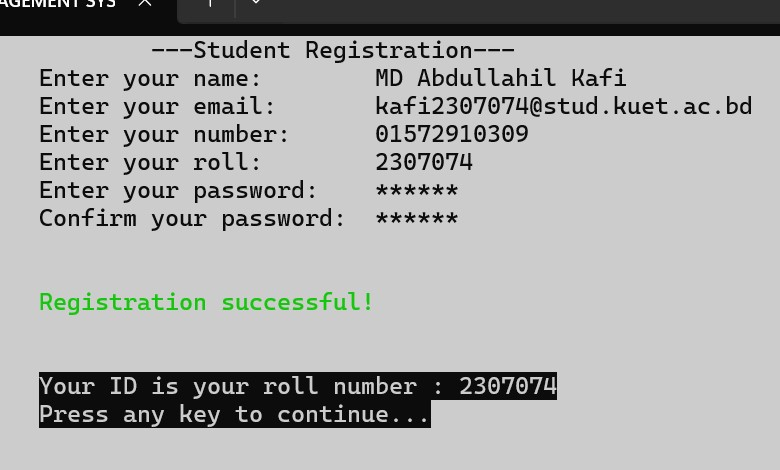 AGEMENT SYS
---Student Registration---
Enter your name: MD Abdullahil Kafi
Enter your email: kafi2307074@stud.kuet.ac.bd
Enter your number: 01572910309
Enter your roll: 2307074
Enter your password: ******
Confirm your password: ******
Registration successful!
Your ID is your roll number : 2307074
Press any key to continue...